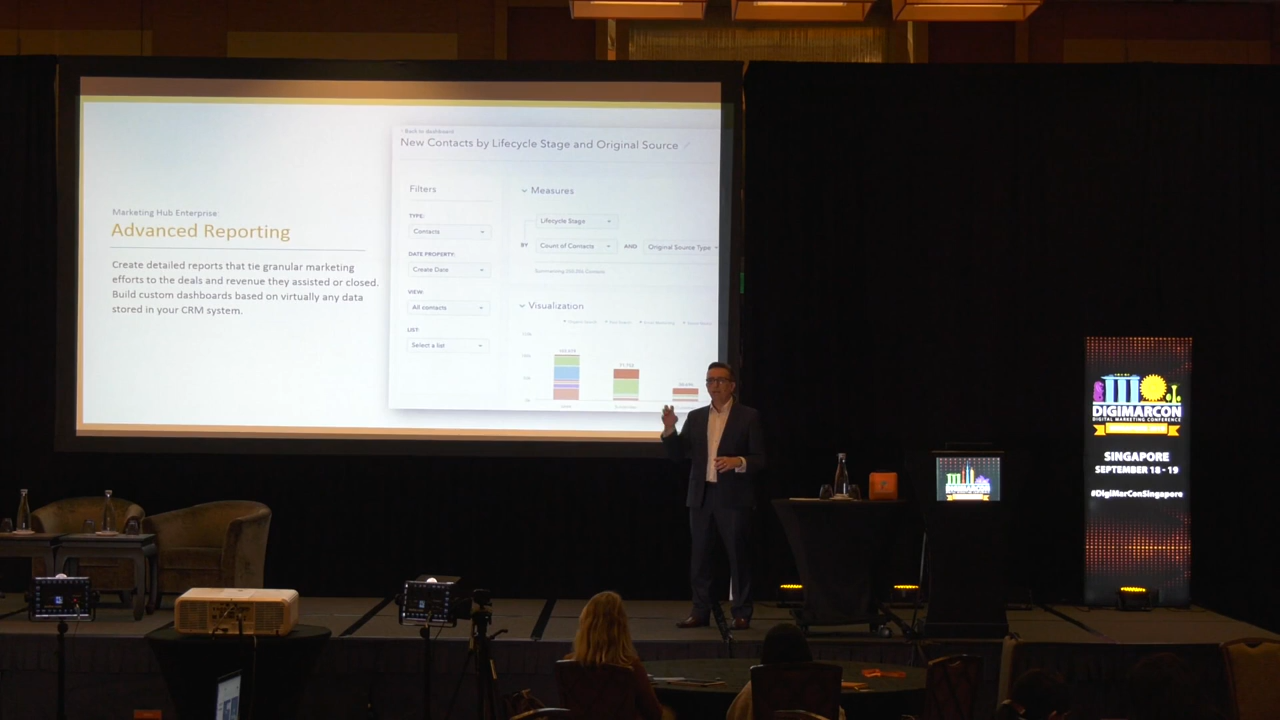 Marketing Hub Enterprise:
Advanced Reporting
Create detailed reports that tie granular marketing
efforts to the deals and revenue they assisted or closed.
Build custom dashboards based on virtually any data
stored in your CRM system.
Back to dashboard
New Contacts by Lifecycle Stage and Original Source
Filters
TYPE:
Contacts
DATE PROPERTY:
Create Date
VIEW:
All contacts
LIST:
Select a list
Measures
Lifecycle Stage
BY
Count of Contacts
AND
Original Source Type
Visualization
DIGIMARCON
DIGITAL MARKETING CONFERENCE
SINGAPORE
SEPTEMBER 18 - 19
#DigiMarConSingapore